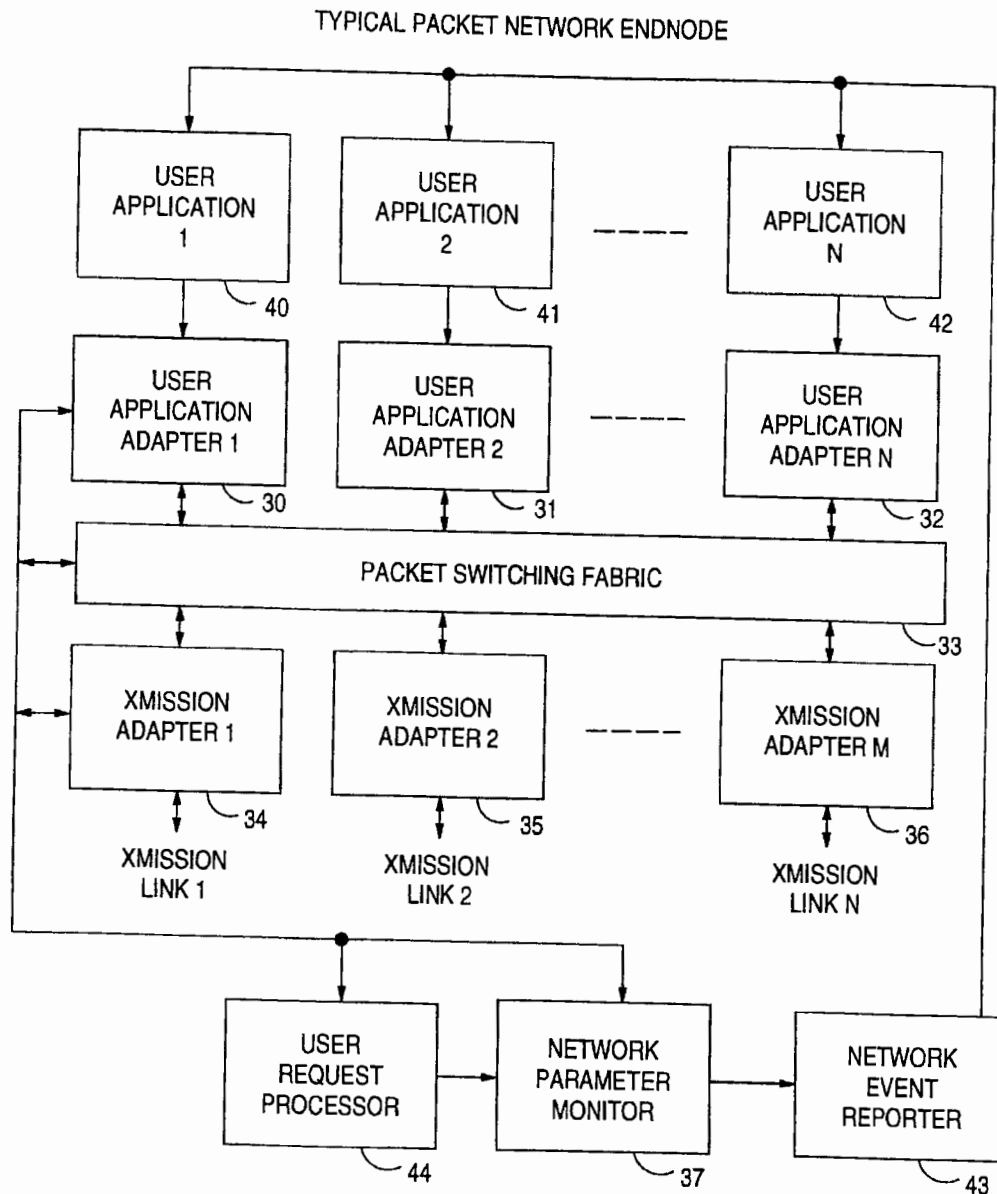 TYPICAL PACKET NETWORK ENDNODE
USER
APPLICATION
1
40
USER
APPLICATION
2
41
USER
APPLICATION
N
42
USER
APPLICATION
ADAPTER 1
30
USER
APPLICATION
ADAPTER 2
31
USER
APPLICATION
ADAPTER N
32
PACKET SWITCHING FABRIC
33
XMISSION
ADAPTER 1
34
XMISSION
ADAPTER 2
35
XMISSION
ADAPTER M
36
XMISSION
LINK 1
XMISSION
LINK 2
XMISSION
LINK N
USER
REQUEST
PROCESSOR
44
NETWORK
PARAMETER
MONITOR
37
NETWORK
EVENT
REPORTER
43